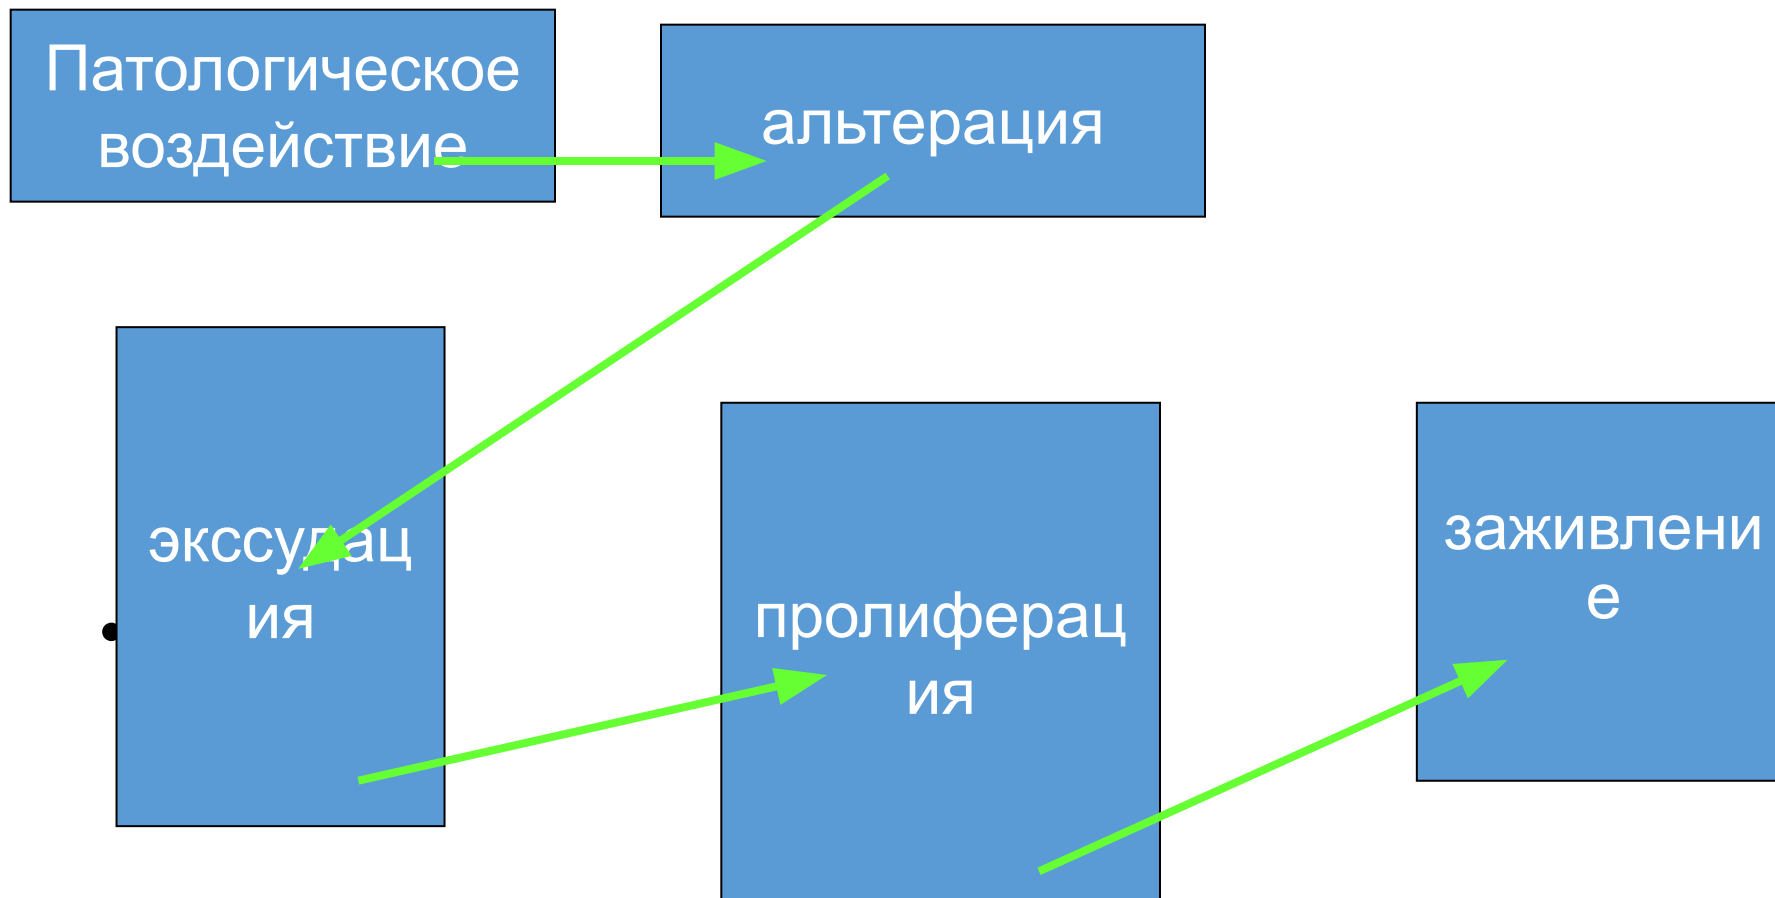 Патологическое
воздействие
альтерация
экссудац
ия
пролиферац
ия
заживлени
е